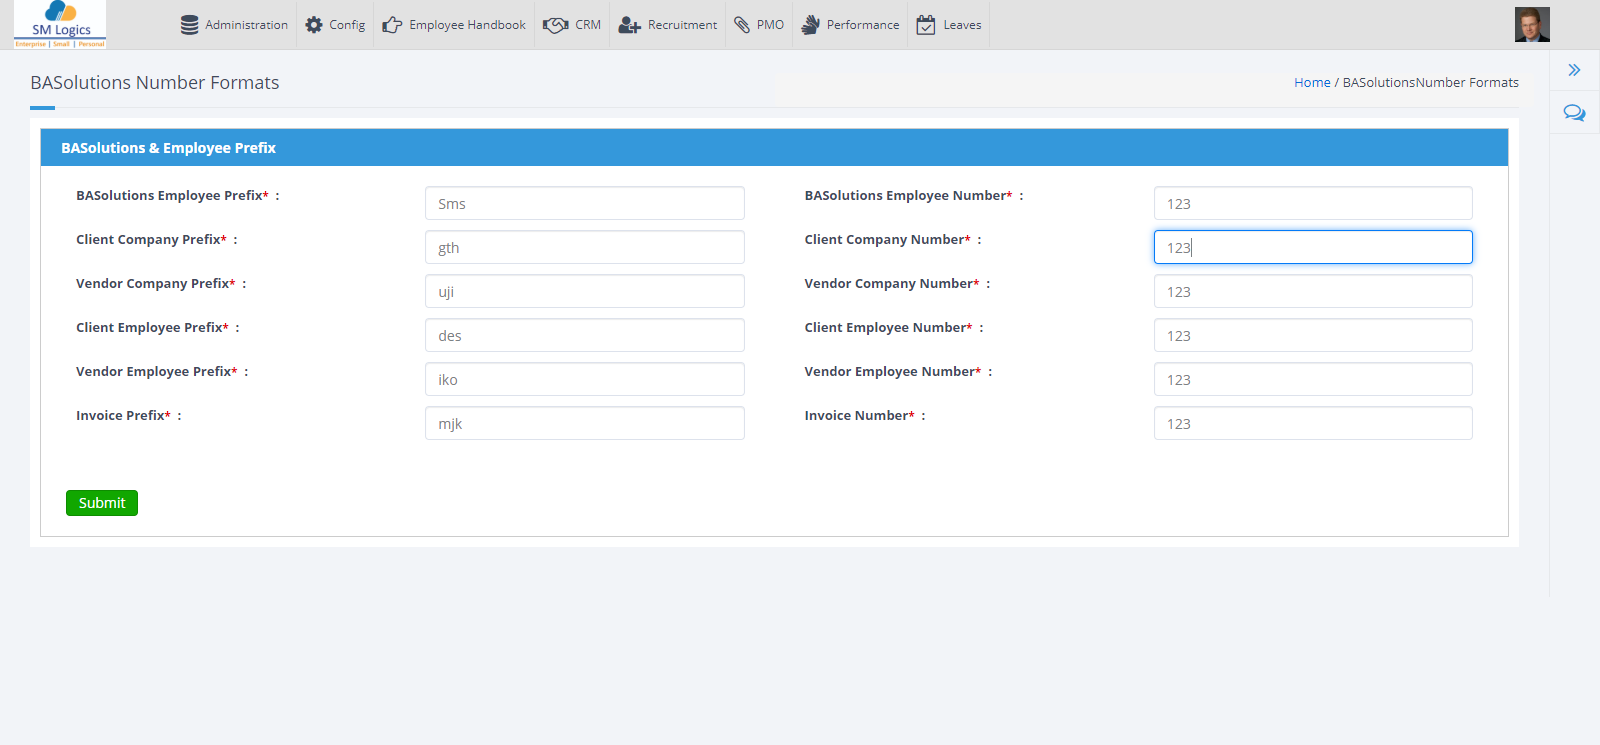 SM Logics
Enterprise | Small | Personal
Administration Config Employee Handbook CRM Recruitment PMO Performance Leaves
BASolutions Number Formats
Home / BASolutionsNumber Formats
BASolutions & Employee Prefix
BASolutions Employee Prefix* : Sms BASolutions Employee Number* : 123
Client Company Prefix* : gth Client Company Number* : 123
Vendor Company Prefix* : uji Vendor Company Number* : 123
Client Employee Prefix* : des Client Employee Number* : 123
Vendor Employee Prefix* : iko Vendor Employee Number* : 123
Invoice Prefix* : mjk Invoice Number* : 123
Submit